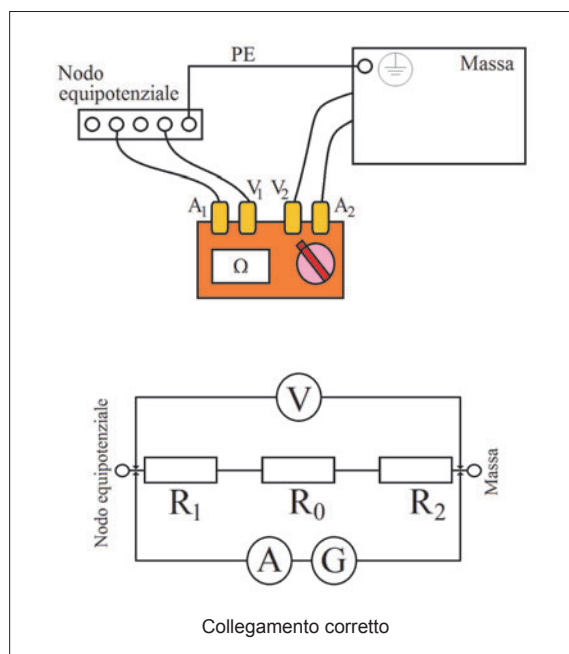 PE
Nodo
equipotenziale
Massa
A1
V1
V2
A2
Ω
V
Nodo equipotenziale
R1
R0
R2
Massa
A
G
Collegamento corretto